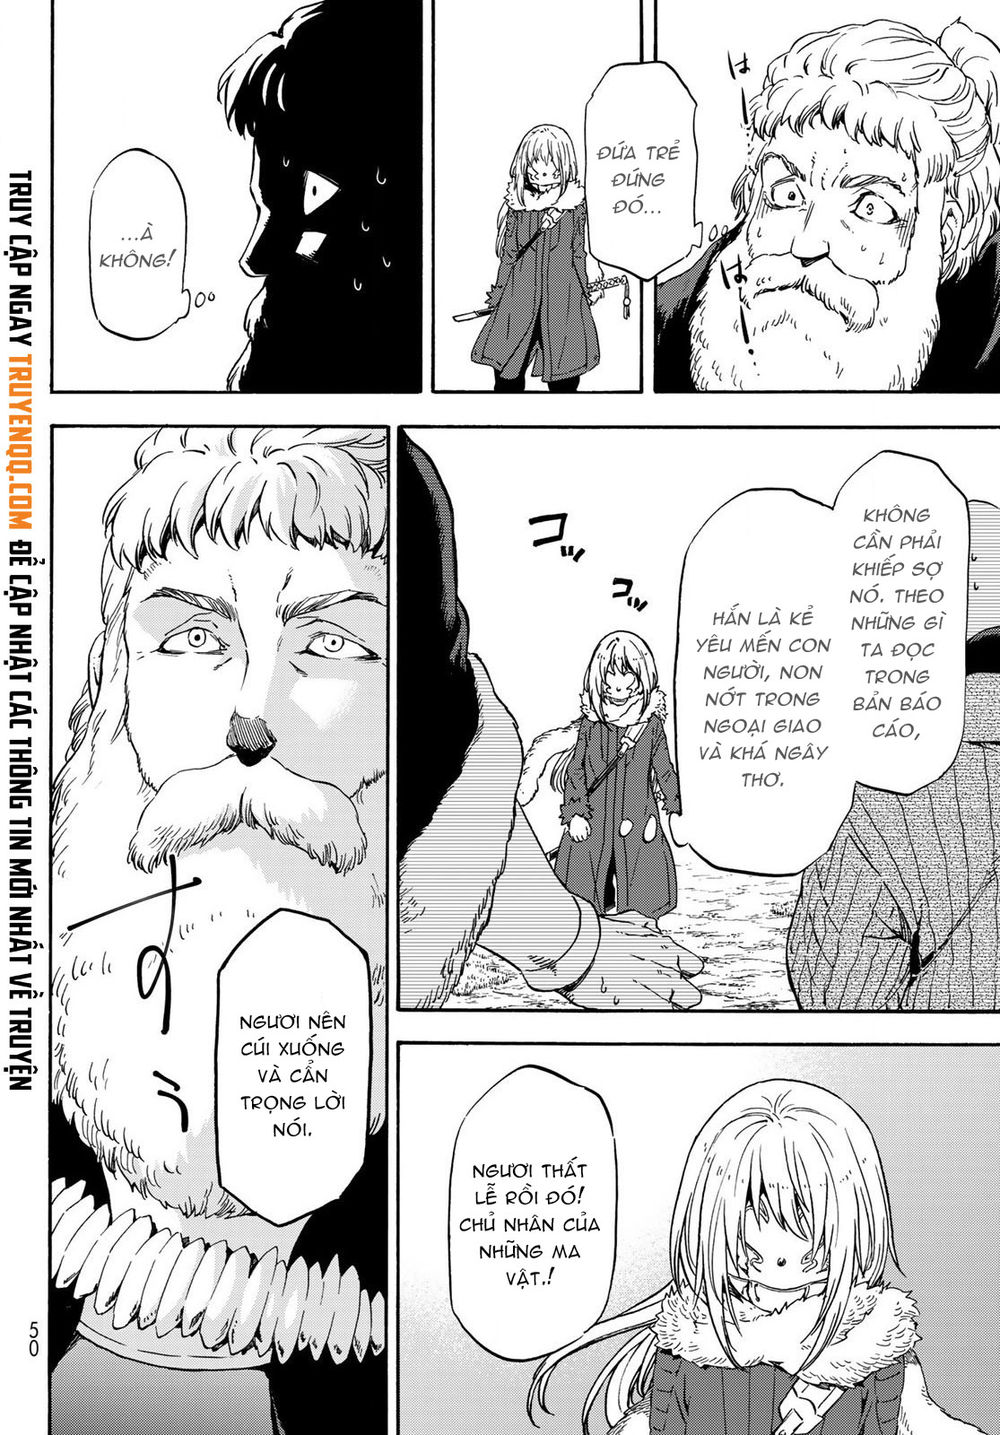 は
は
…
ĐỨA TRẺ
ĐỨNG
ĐÓ...
...À
KHÔNG!
KHÔNG
CẦN PHẢI
KHIẾP SỢ
NÓ. THEO
NHỮNG GÌ
TA ĐỌC
TRONG
BẢN BÁO
CÁO,
HẮN LÀ KẺ
YÊU MẾN CON
NGƯỜI, NON
NỚT TRONG
NGOẠI GIAO
VÀ KHÁ NGÂY
THƠ.
コツ
コツ
すう
NGƯƠI NÊN
CÚI XUỐNG
VÀ CẨN
TRỌNG LỜI
NÓI.
NGƯƠI THẤT
LỄ RỒI ĐÓ!
CHỦ NHÂN CỦA
NHỮNG MA
VẬT.!
TRUY CẬP NGAY TRUYENQQ.COM ĐỂ CẬP NHẬT CÁC THÔNG TIN MỚI NHẤT VỀ TRUYỆN
50